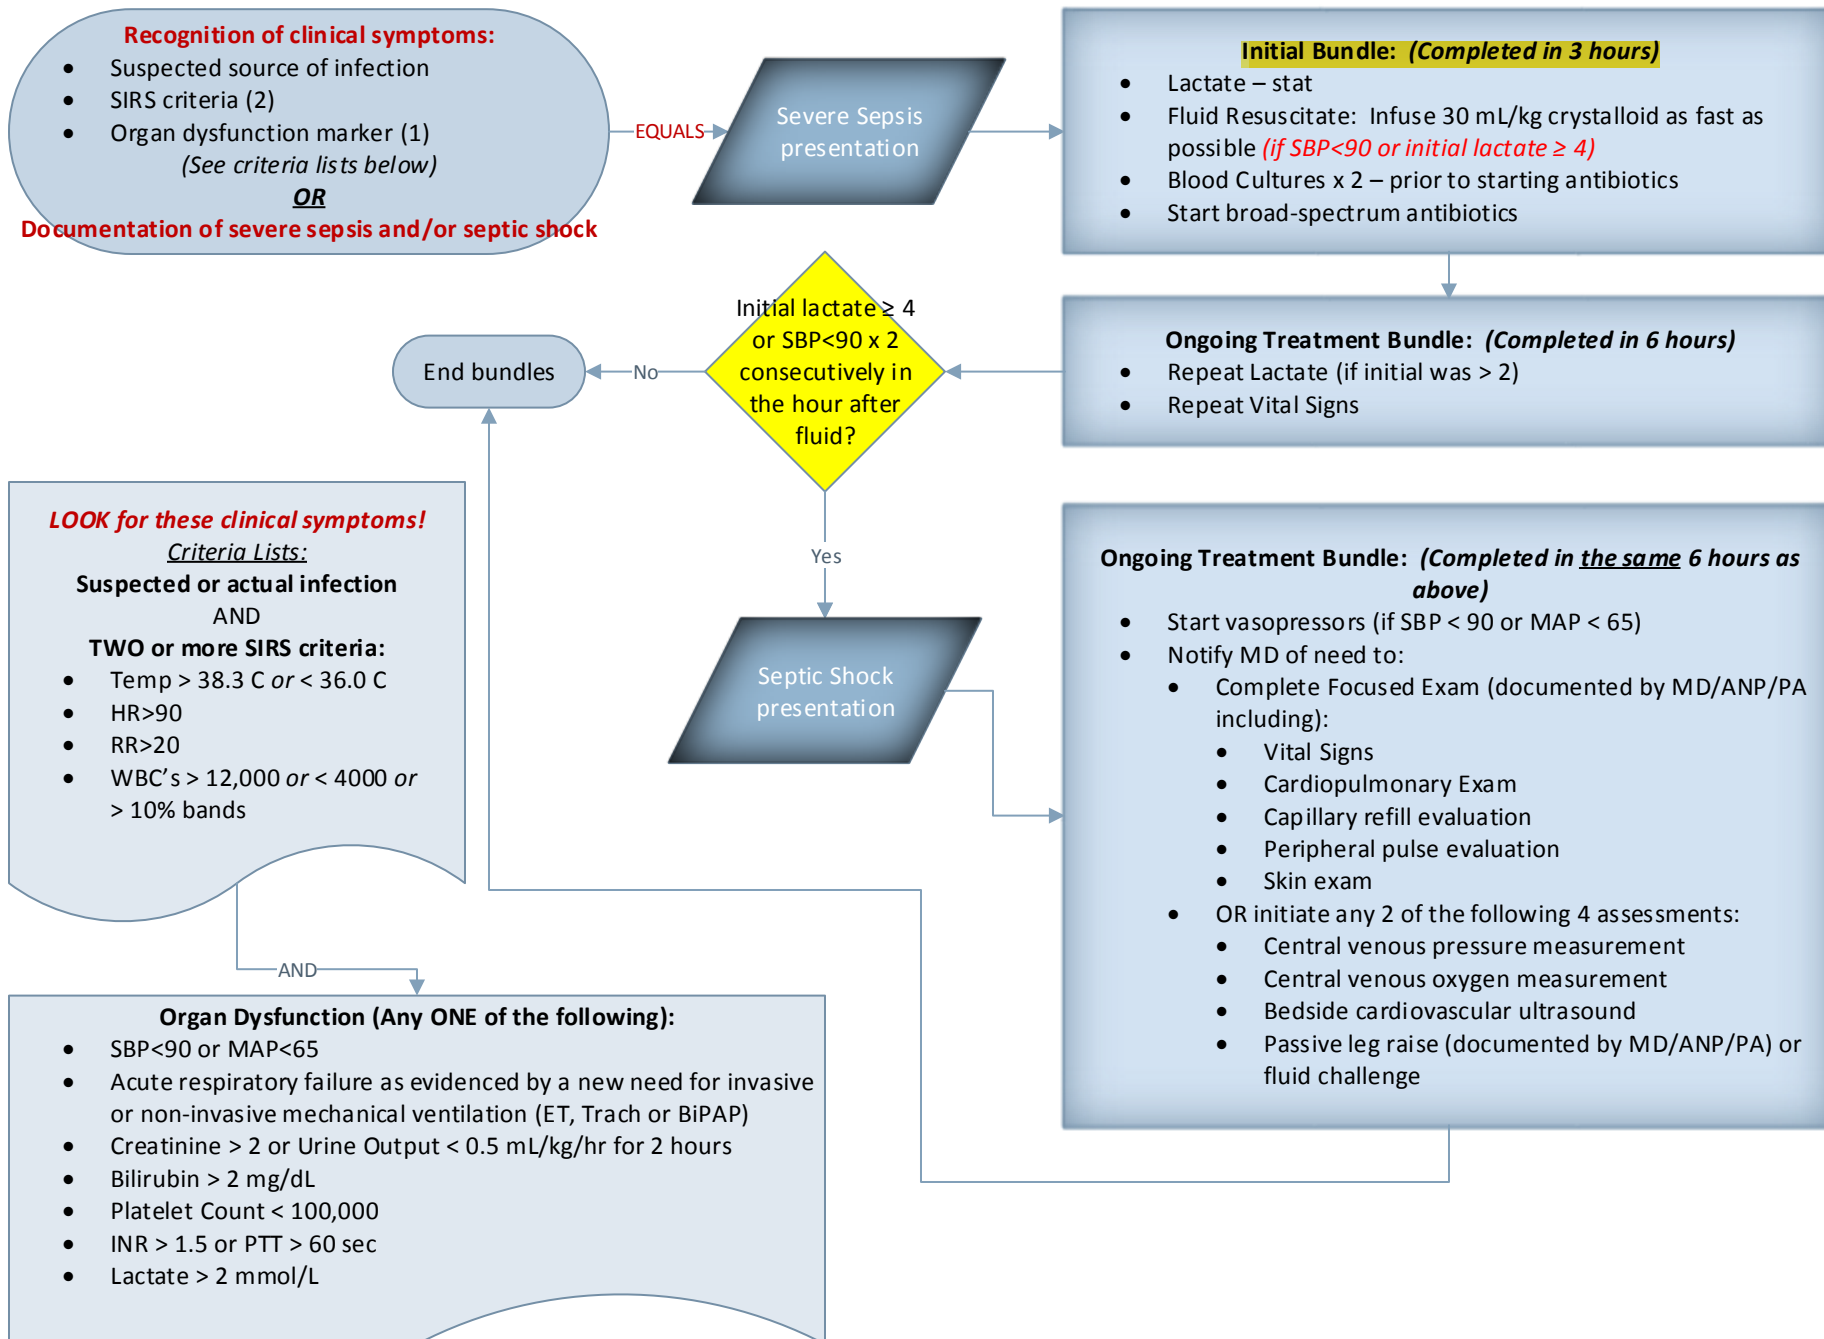 Recognition of clinical symptoms:
• Suspected source of infection
• SIRS criteria (2)
• Organ dysfunction marker (1)
(See criteria lists below)
OR
Documentation of severe sepsis and/or septic shock
EQUALS
Severe Sepsis
presentation
Initial Bundle: (Completed in 3 hours)
• Lactate – stat
• Fluid Resuscitate: Infuse 30 mL/kg crystalloid as fast as
possible (if SBP<90 or initial lactate ≥ 4)
• Blood Cultures x 2 – prior to starting antibiotics
• Start broad-spectrum antibiotics
Ongoing Treatment Bundle: (Completed in 6 hours)
• Repeat Lactate (if initial was > 2)
• Repeat Vital Signs
Initial lactate ≥ 4
or SBP<90 x 2
consecutively in
the hour after
fluid?
No
End bundles
Yes
Septic Shock
presentation
Ongoing Treatment Bundle: (Completed in the same 6 hours as
above)
• Start vasopressors (if SBP < 90 or MAP < 65)
• Notify MD of need to:
• Complete Focused Exam (documented by MD/ANP/PA
including):
• Vital Signs
• Cardiopulmonary Exam
• Capillary refill evaluation
• Peripheral pulse evaluation
• Skin exam
• OR initiate any 2 of the following 4 assessments:
• Central venous pressure measurement
• Central venous oxygen measurement
• Bedside cardiovascular ultrasound
• Passive leg raise (documented by MD/ANP/PA) or
fluid challenge
LOOK for these clinical symptoms!
Criteria Lists:
Suspected or actual infection
AND
TWO or more SIRS criteria:
• Temp > 38.3 C or < 36.0 C
• HR>90
• RR>20
• WBC's > 12,000 or < 4000 or
> 10% bands
AND
Organ Dysfunction (Any ONE of the following):
• SBP<90 or MAP<65
• Acute respiratory failure as evidenced by a new need for invasive
or non-invasive mechanical ventilation (ET, Trach or BiPAP)
• Creatinine > 2 or Urine Output < 0.5 mL/kg/hr for 2 hours
• Bilirubin > 2 mg/dL
• Platelet Count < 100,000
• INR > 1.5 or PTT > 60 sec
• Lactate > 2 mmol/L